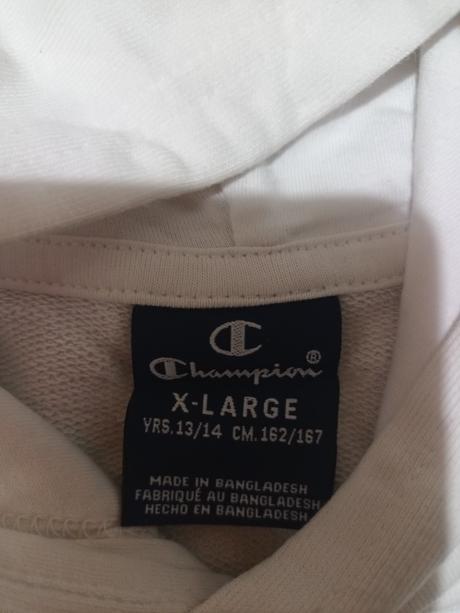 C
Champion®
X-LARGE
YRS.13/14 CM.162/167
MADE IN BANGLADESH
FABRIQUÉ AU BANGLADESH
HECHO EN BANGLADESH